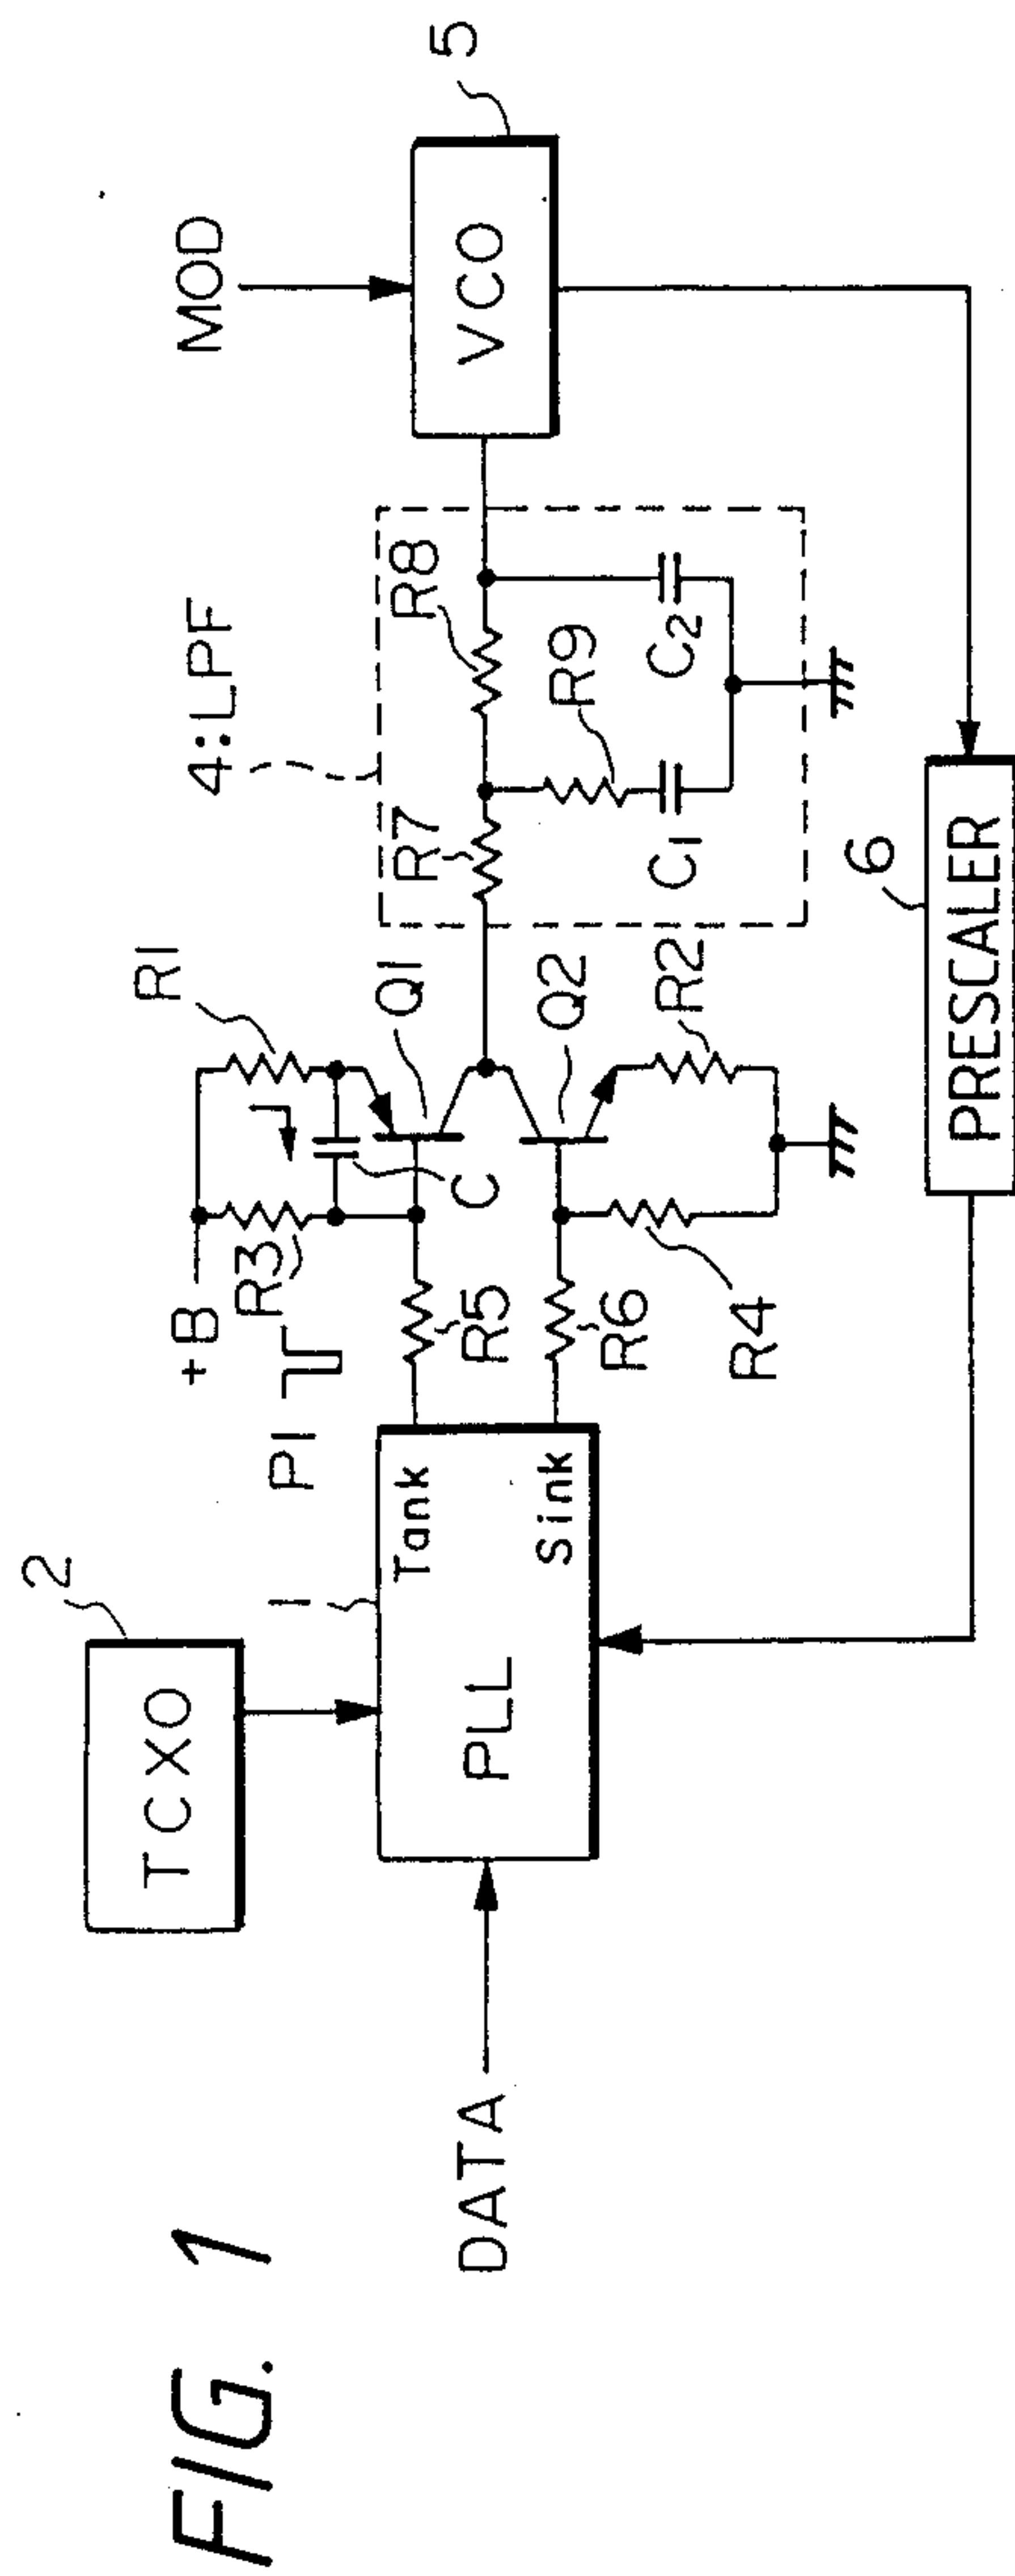 FIG. 1
TCXO
2
DATA
PLL
1
Tank
Sink
P1
+B
R3
R1
C
Q1
R5
R6
Q2
R4
R2
4:LPF
R7
R8
R9
C1
C2
MOD
VCO
5
PRESCALER
6